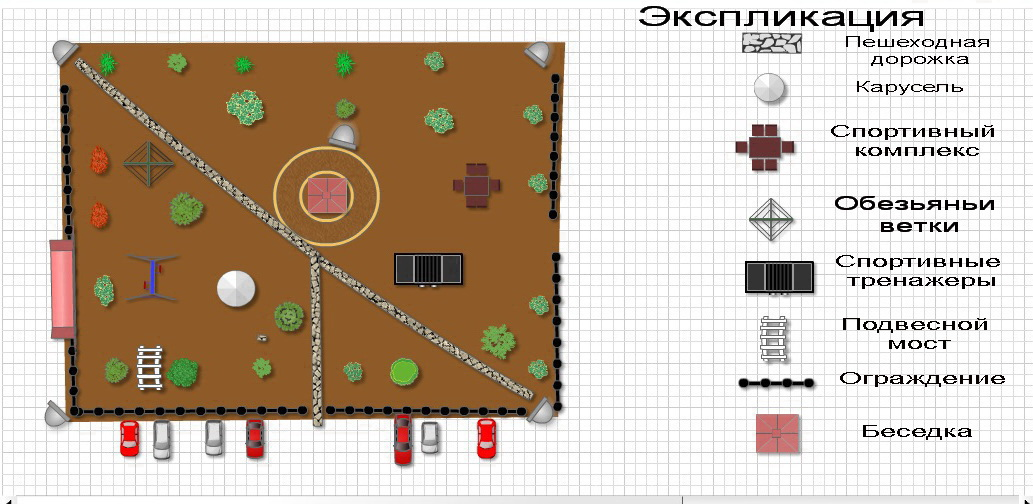 Экспликация
Пешеходная
дорожка
Карусель
Спортивный
комплекс
Обезьяньи
ветки
Спортивные
тренажеры
Подвесной
мост
Ограждение
Беседка